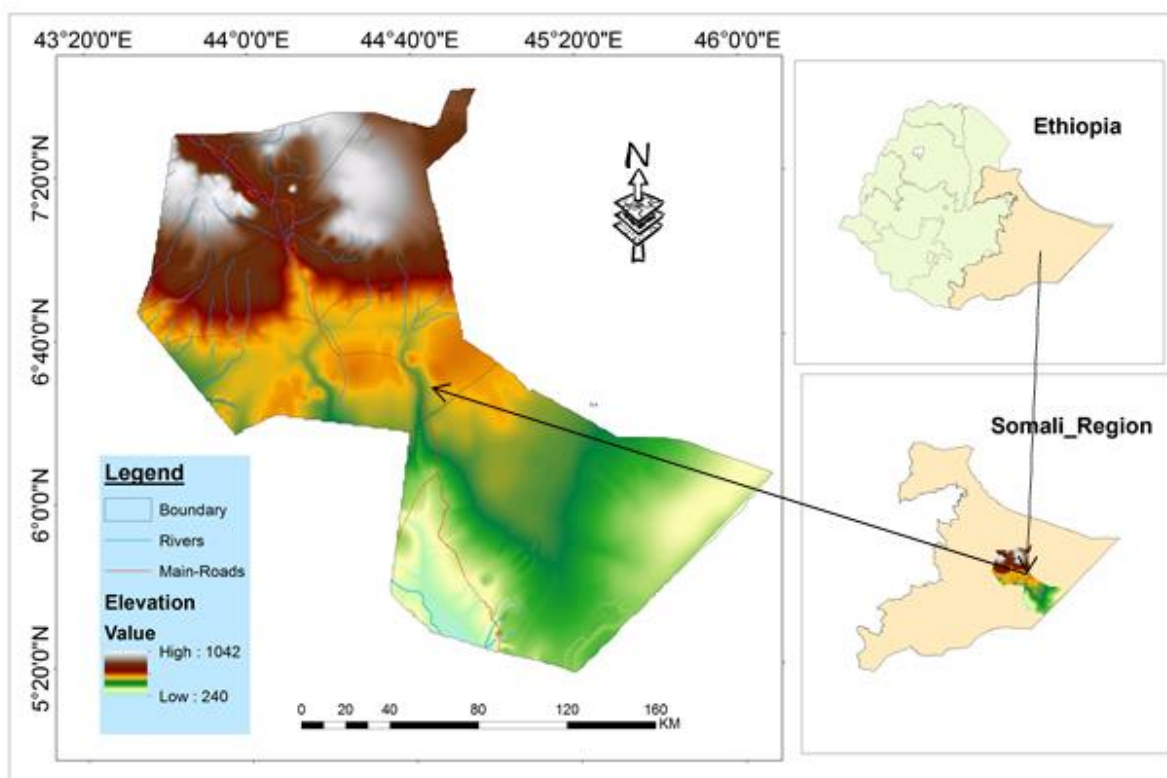 43°20'0"E 44°0'0"E 44°40'0"E 45°20'0"E 46°0'0"E
7°20'0"N
6°40'0"N
6°0'0"N
5°20'0"N
N
Legend
Boundary
Rivers
Main-Roads
Elevation
Value
High : 1042
Low : 240
0 20 40 80 120 160
KM
Ethiopia
Somali_Region